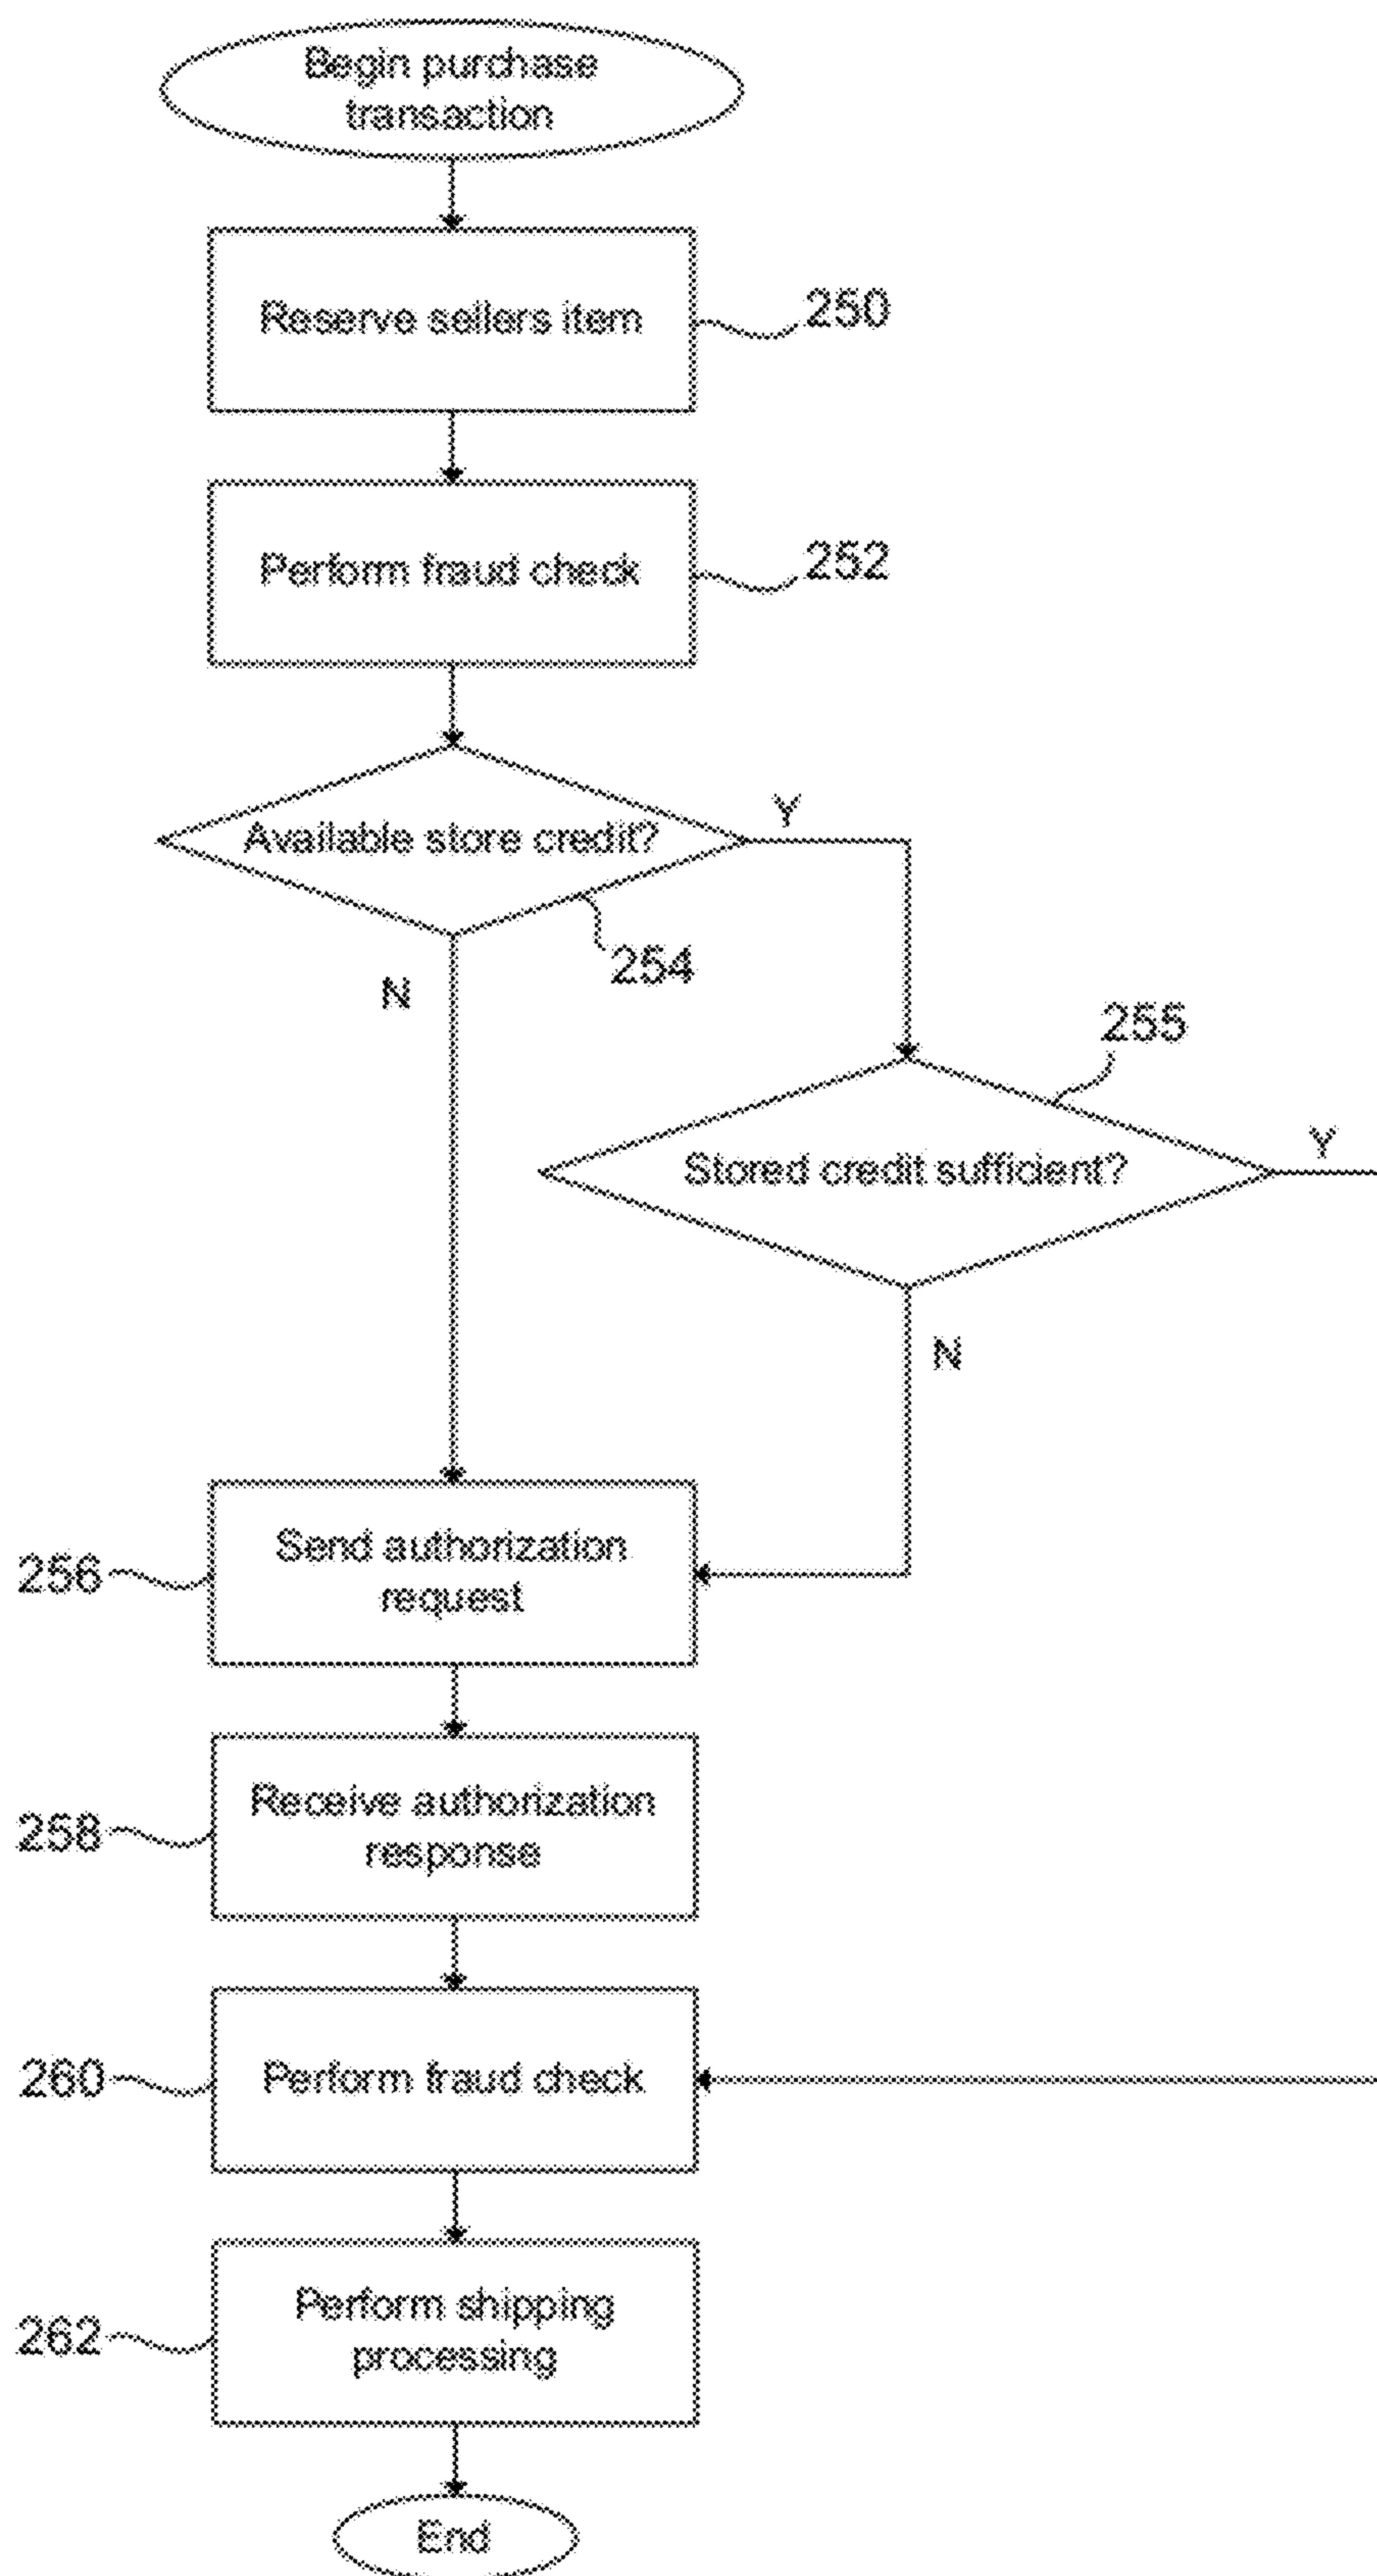 Begin purchase
transaction
Reserve sellers item
250
Perform fraud check
252
Available store credit?
Y
254
N
255
Stored credit sufficient?
Y
N
Send authorization
request
256
Receive authorization
response
258
Perform fraud check
260
Perform shipping
processing
262
End